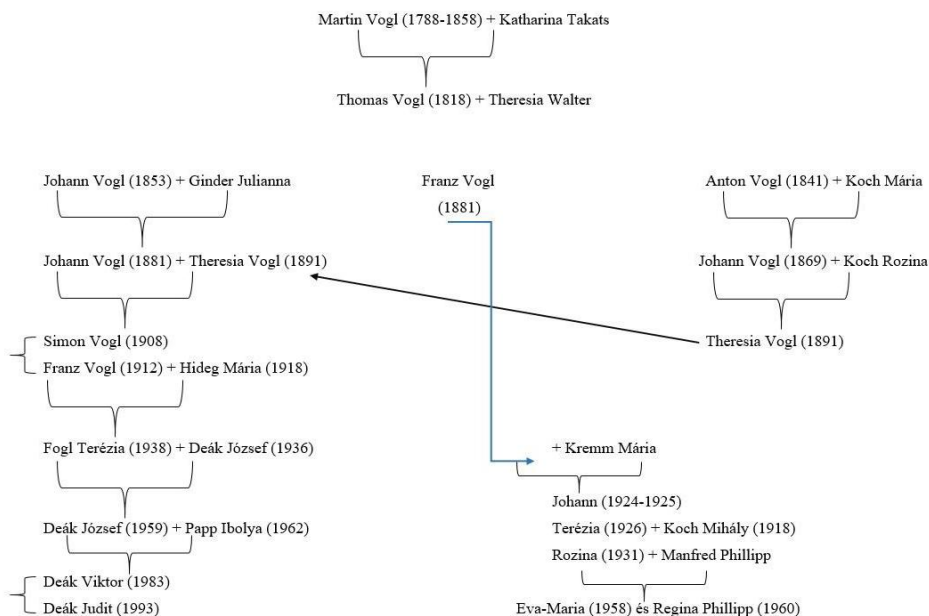 Martin Vogl (1788-1858) + Katharina Takats
Thomas Vogl (1818) + Theresia Walter
Johann Vogl (1853) + Ginder Julianna
Franz Vogl
(1881)
Anton Vogl (1841) + Koch Mária
Johann Vogl (1881) + Theresia Vogl (1891)
Johann Vogl (1869) + Koch Rozina
Simon Vogl (1908)
Theresia Vogl (1891)
Franz Vogl (1912) + Hideg Mária (1918)
Fogl Terézia (1938) + Deák József (1936)
+ Kremm Mária
Johann (1924-1925)
Deák József (1959) + Papp Ibolya (1962)
Terézia (1926) + Koch Mihály (1918)
Rozina (1931) + Manfred Phillipp
Deák Viktor (1983)
Deák Judit (1993)
Eva-Maria (1958) és Regina Phillipp (1960)